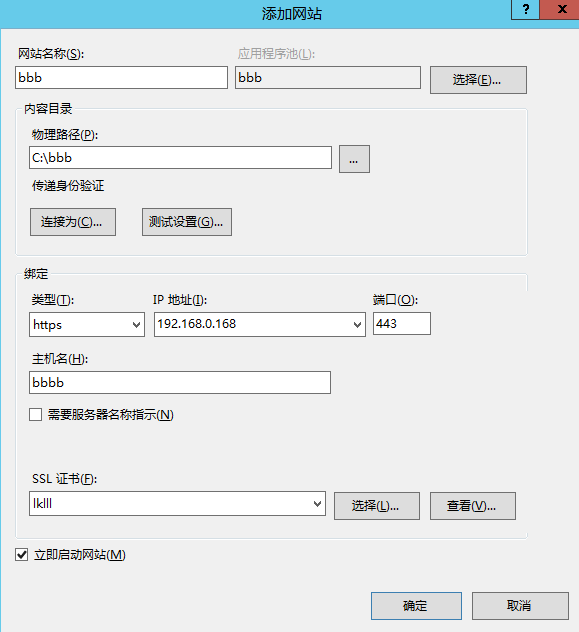 添加网站
? x
网站名称(S): 应用程序池(L):
bbb bbb 选择(E)...
内容目录
物理路径(P):
C:\bbb ...
传递身份验证
连接为(C)... 测试设置(G)...
绑定
类型(T): IP 地址(I): 端口(O):
https 192.168.0.168 443
主机名(H):
bbbb
需要服务器名称指示(N)
SSL 证书(F):
lklll 选择(L)... 查看(V)...
立即启动网站(M)
确定 取消